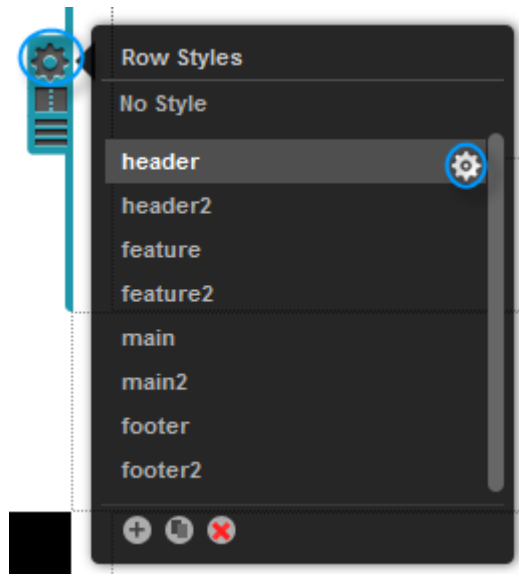 Row Styles
No Style
header
header2
feature
feature2
main
main2
footer
footer2